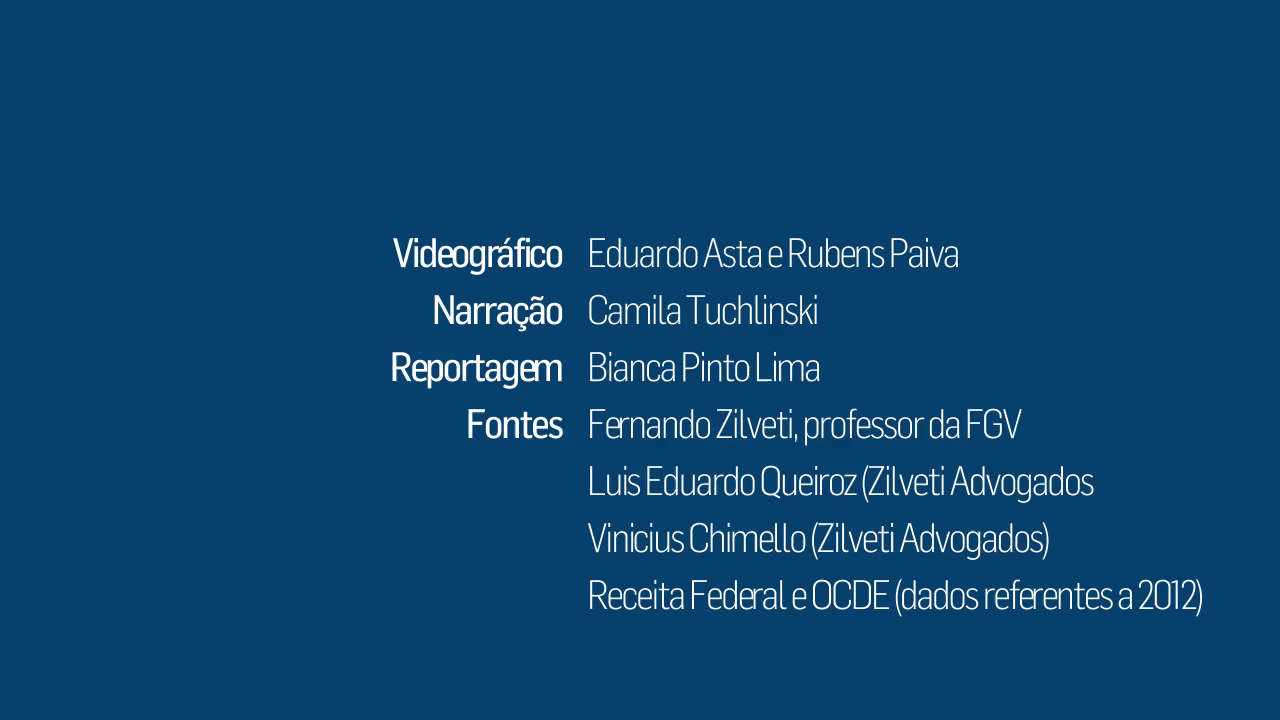 Videográfico Eduardo Asta e Rubens Paiva
Narração Camila Tuchlinski
Reportagem Bianca Pinto Lima
Fontes Fernando Zilveti, professor da FGV
Luis Eduardo Queiroz (Zilveti Advogados
Vinicius Chimello (Zilveti Advogados)
Receita Federal e OCDE (dados referentes a 2012)